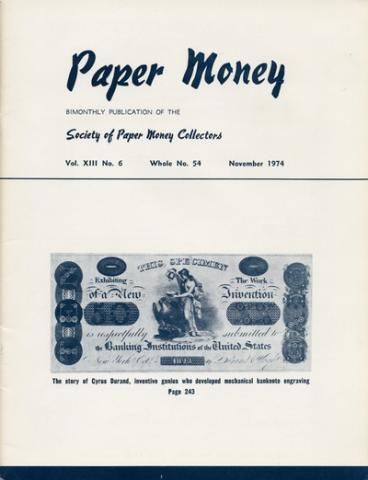 Paper Money
BIMONTHLY PUBLICATION OF THE
Society of Paper Money Collectors
Vol. XIII No. 6 Whole No. 54 November 1974
THIS SPECIMEN
Exhibiting The Work
of a New Invention
is respectfully submitted to
the Banking Institutions of the United States
New York Oct.
The story of Cyrus Durand, inventive genius who developed mechanical banknote engraving
Page 243